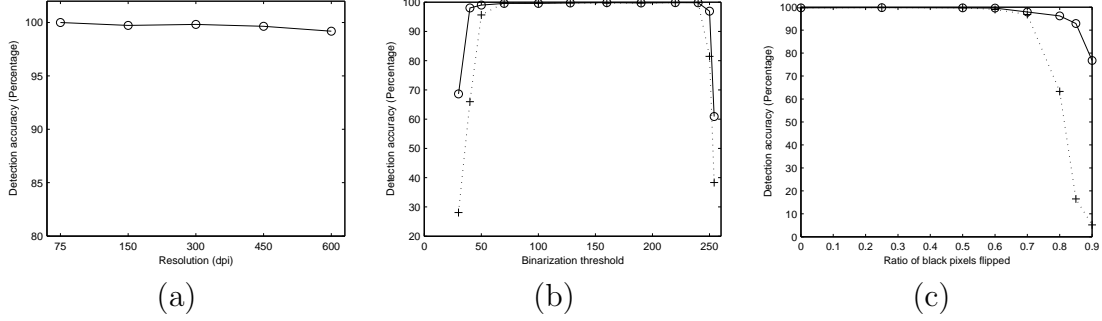 Detection accuracy (Percentage)
100
95
90
85
80
75 150 300 450 600
Resolution (dpi)
(a)
Detection accuracy (Percentage)
100
90
80
70
60
50
40
30
20
0 50 100 150 200 250
Binarization threshold
(b)
Detection accuracy (Percentage)
100
90
80
70
60
50
40
30
20
10
0
0 0.1 0.2 0.3 0.4 0.5 0.6 0.7 0.8 0.9
Ratio of black pixels flipped
(c)